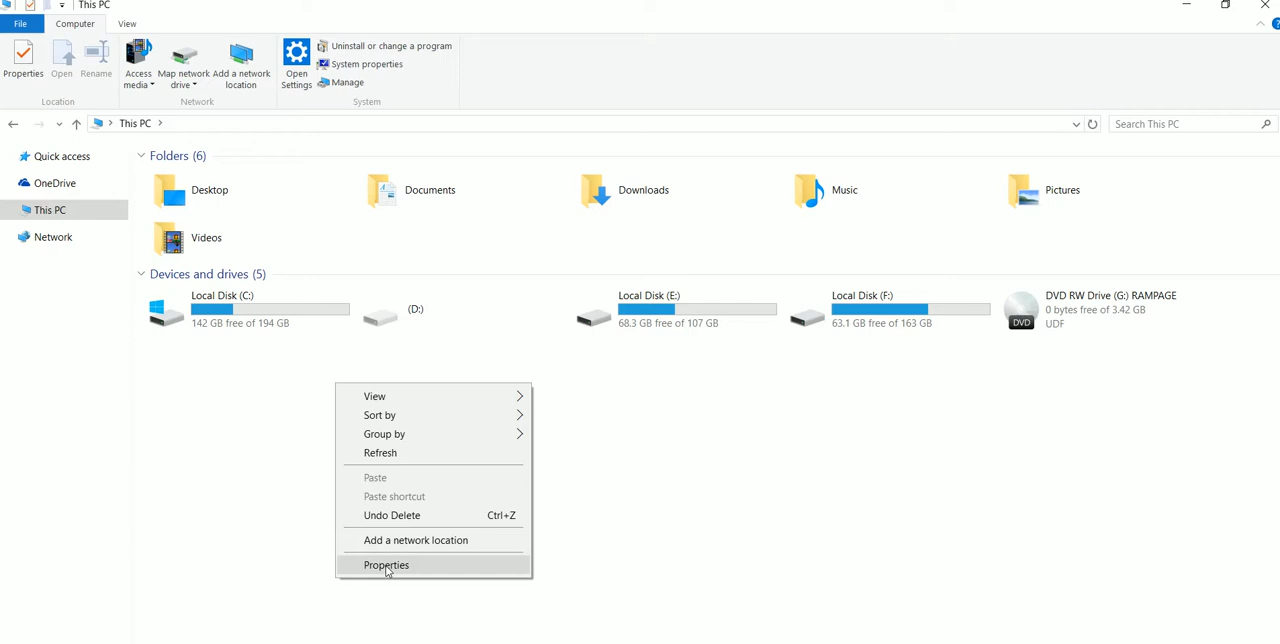 This PC
File Computer View
Properties Open Rename Access media Map network drive Add a network location Open Settings Uninstall or change a program
System properties
Manage
Location Network System
This PC
Search This PC
Quick access
OneDrive
This PC
Network
Folders (6)
Desktop Documents Downloads Music Pictures
Videos
Devices and drives (5)
Local Disk (C:)
142 GB free of 194 GB
(D:)
Local Disk (E:)
68.3 GB free of 107 GB
Local Disk (F:)
63.1 GB free of 163 GB
DVD RW Drive (G:) RAMPAGE
0 bytes free of 3.42 GB
UDF
DVD
View
Sort by
Group by
Refresh
Paste
Paste shortcut
Undo Delete Ctrl+Z
Add a network location
Properties